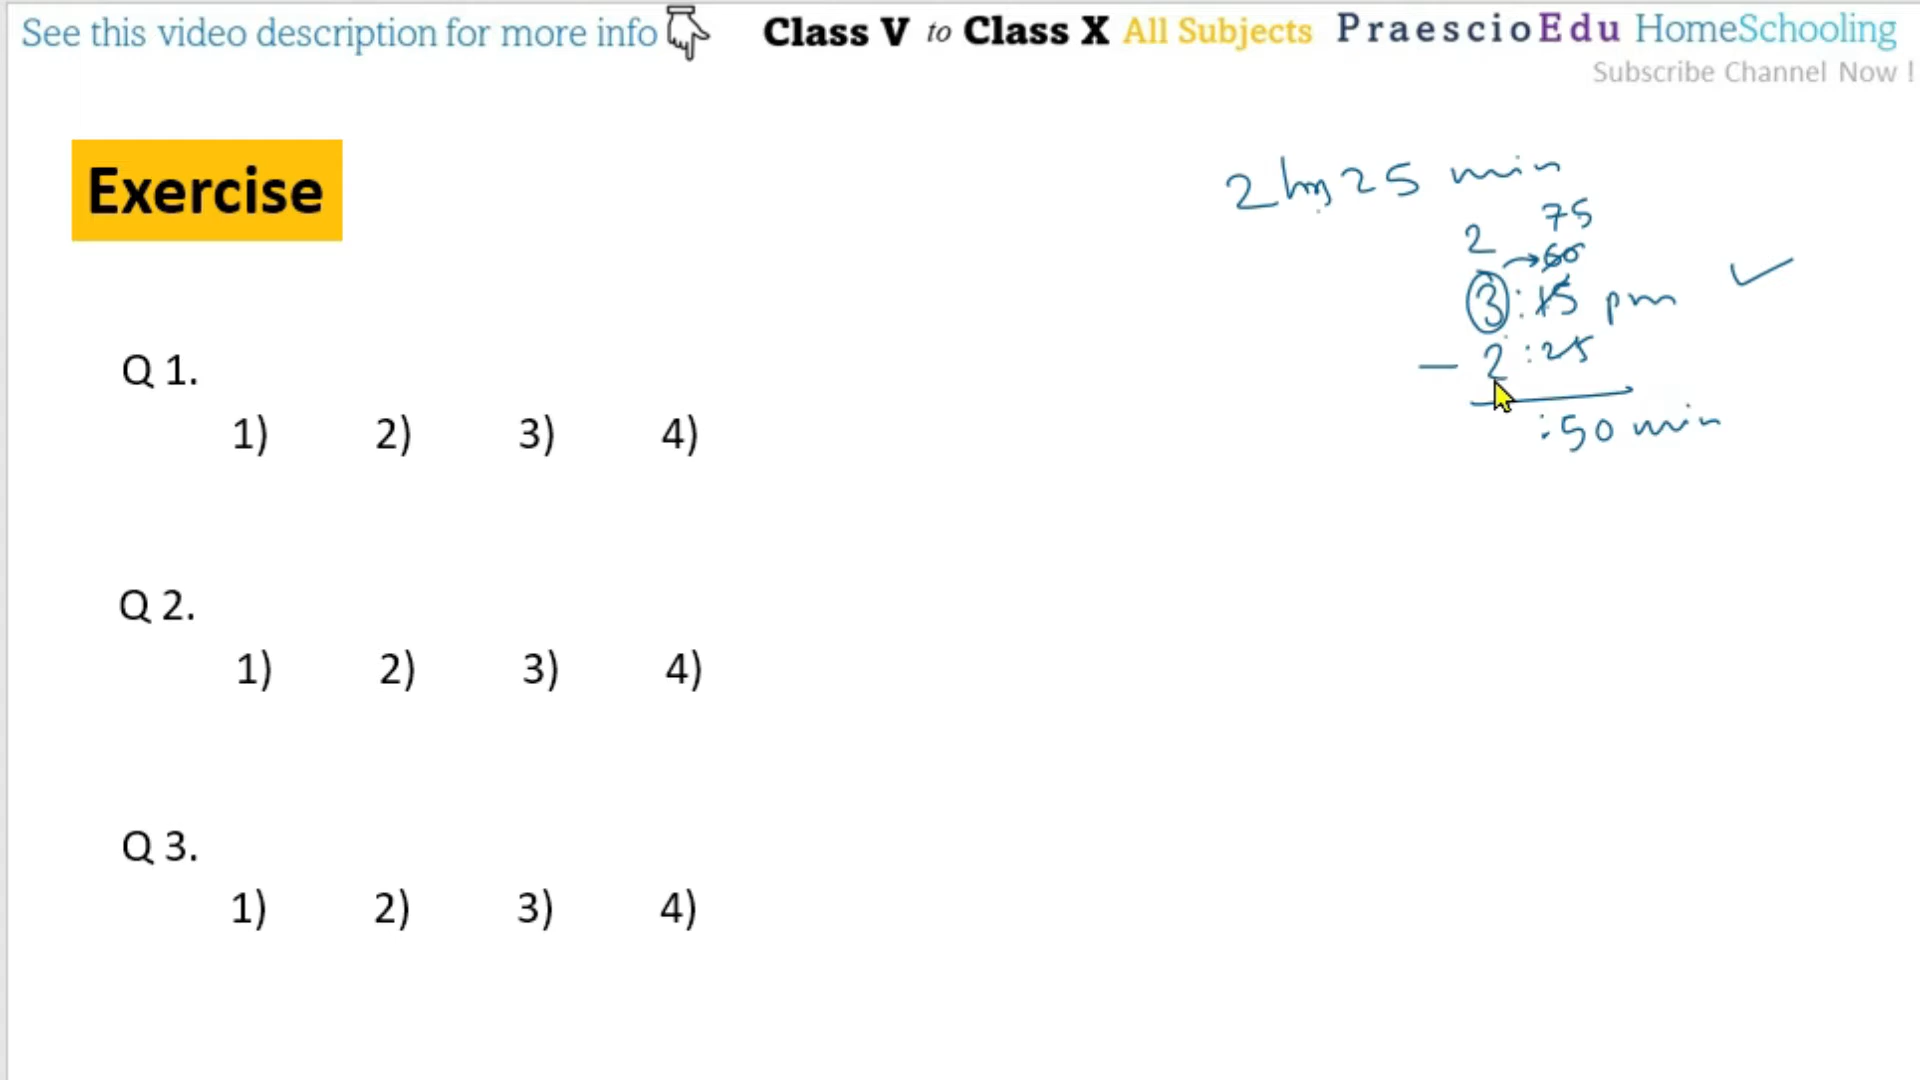 See this video description for more info Class V to Class X All Subjects PraescioEdu HomeSchooling
Subscribe Channel Now !
Exercise
2 hrs 25 min
75
2 60
3 : 15 pm
Q 1.
- 2 : 25
1) 2) 3) 4)
: 50 min
Q 2.
1) 2) 3) 4)
Q 3.
1) 2) 3) 4)